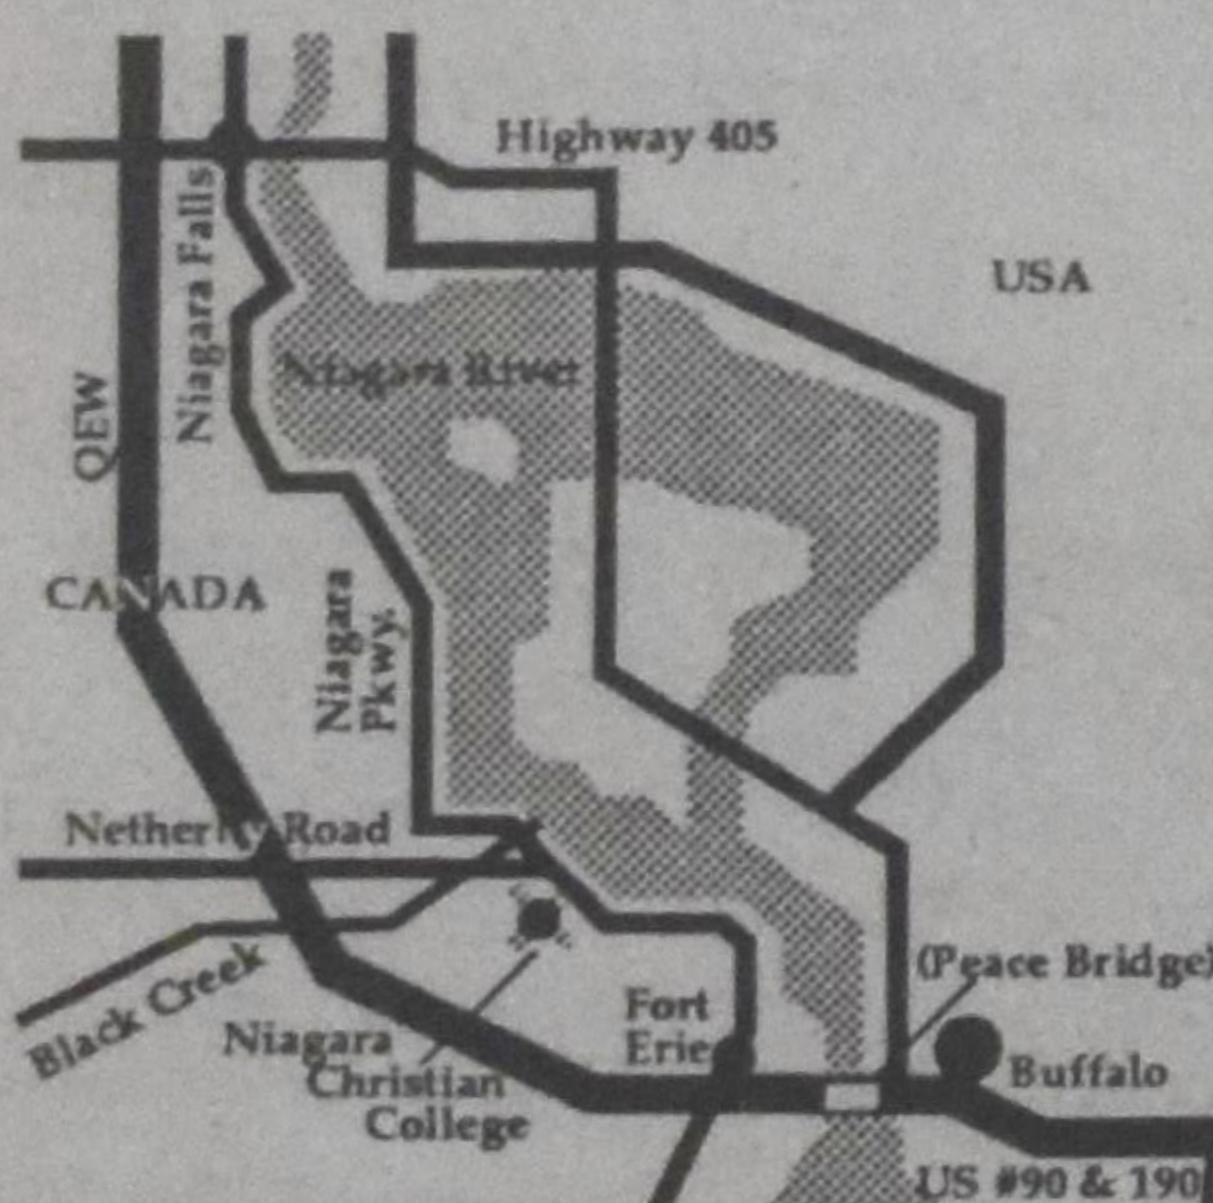 Highway 405
USA
Niagara Falls
Niagara River
QEW
CANADA
Niagara
Pkwy.
Netherby Road
(Peace Bridge)
Black Creek
Fort
Erie
Niagara
Christian
College
Buffalo
US #90 & 190